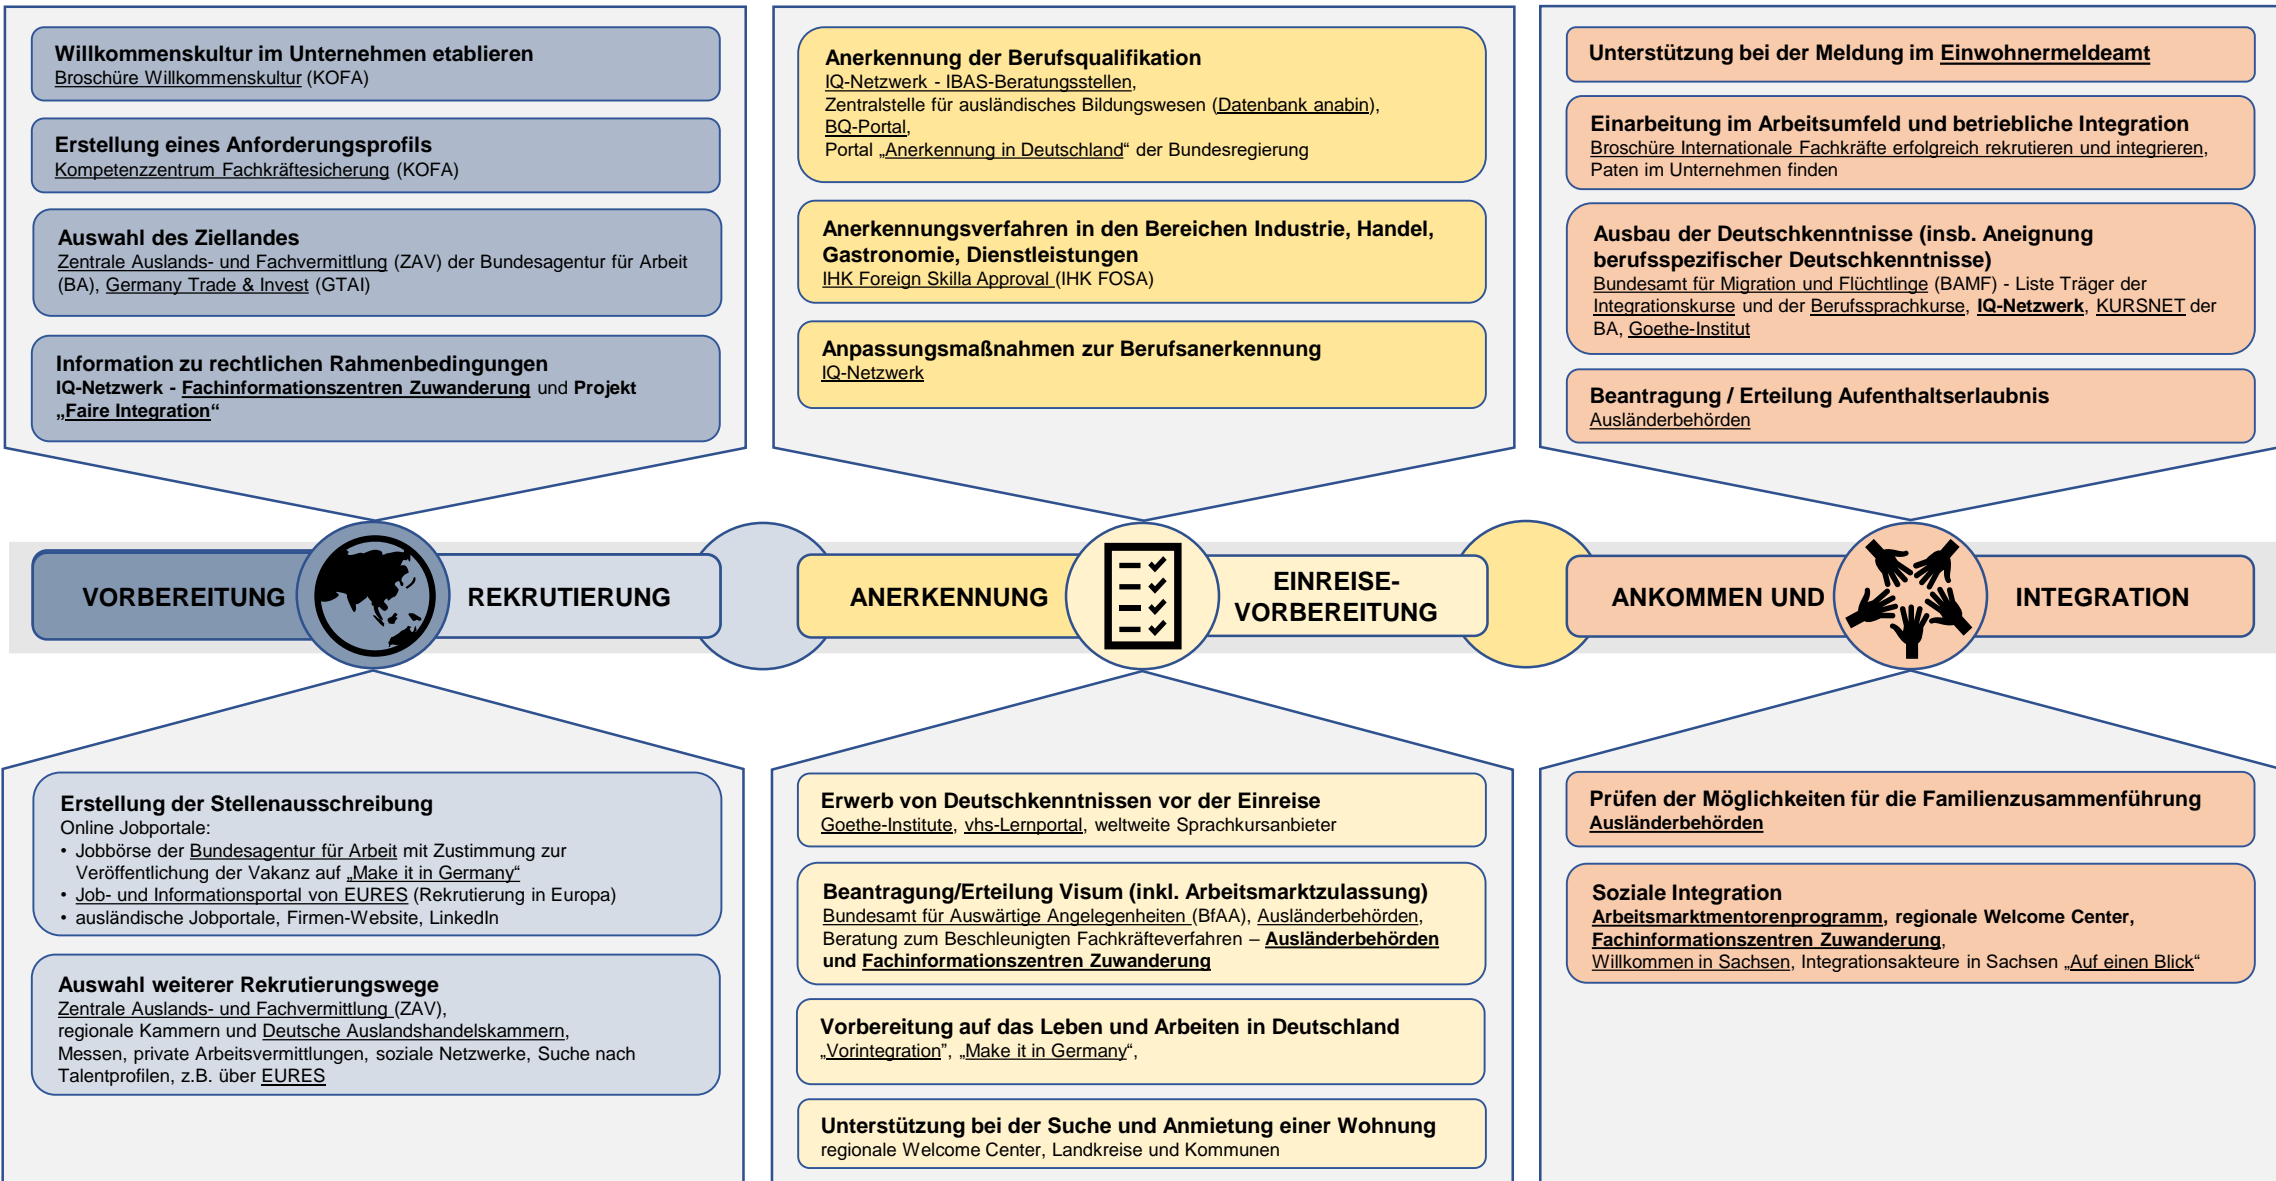 Willkommenskultur im Unternehmen etablieren
Broschüre Willkommenskultur (KOFA)
Erstellung eines Anforderungsprofils
Kompetenzzentrum Fachkräftesicherung (KOFA)
Auswahl des Ziellandes
Zentrale Auslands- und Fachvermittlung (ZAV) der Bundesagentur für Arbeit
(BA), Germany Trade & Invest (GTAI)
Information zu rechtlichen Rahmenbedingungen
IQ-Netzwerk - Fachinformationszentren Zuwanderung und Projekt
„Faire Integration“
Anerkennung der Berufsqualifikation
IQ-Netzwerk - IBAS-Beratungsstellen,
Zentralstelle für ausländisches Bildungswesen (Datenbank anabin),
BQ-Portal,
Portal „Anerkennung in Deutschland“ der Bundesregierung
Anerkennungsverfahren in den Bereichen Industrie, Handel,
Gastronomie, Dienstleistungen
IHK Foreign Skilla Approval (IHK FOSA)
Anpassungsmaßnahmen zur Berufsanerkennung
IQ-Netzwerk
Unterstützung bei der Meldung im Einwohnermeldeamt
Einarbeitung im Arbeitsumfeld und betriebliche Integration
Broschüre Internationale Fachkräfte erfolgreich rekrutieren und integrieren,
Paten im Unternehmen finden
Ausbau der Deutschkenntnisse (insb. Aneignung
berufsspezifischer Deutschkenntnisse)
Bundesamt für Migration und Flüchtlinge (BAMF) - Liste Träger der
Integrationskurse und der Berufssprachkurse, IQ-Netzwerk, KURSNET der
BA, Goethe-Institut
Beantragung / Erteilung Aufenthaltserlaubnis
Ausländerbehörden
VORBEREITUNG
REKRUTIERUNG
ANERKENNUNG
EINREISE-
VORBEREITUNG
ANKOMMEN UND
INTEGRATION
Erstellung der Stellenausschreibung
Online Jobportale:
• Jobbörse der Bundesagentur für Arbeit mit Zustimmung zur
Veröffentlichung der Vakanz auf „Make it in Germany“
• Job- und Informationsportal von EURES (Rekrutierung in Europa)
• ausländische Jobportale, Firmen-Website, LinkedIn
Auswahl weiterer Rekrutierungswege
Zentrale Auslands- und Fachvermittlung (ZAV),
regionale Kammern und Deutsche Auslandshandelskammern,
Messen, private Arbeitsvermittlungen, soziale Netzwerke, Suche nach
Talentprofilen, z.B. über EURES
Erwerb von Deutschkenntnissen vor der Einreise
Goethe-Institute, vhs-Lernportal, weltweite Sprachkursanbieter
Beantragung/Erteilung Visum (inkl. Arbeitsmarktzulassung)
Bundesamt für Auswärtige Angelegenheiten (BfAA), Ausländerbehörden,
Beratung zum Beschleunigten Fachkräfteverfahren – Ausländerbehörden
und Fachinformationszentren Zuwanderung
Vorbereitung auf das Leben und Arbeiten in Deutschland
„Vorintegration”, „Make it in Germany“,
Unterstützung bei der Suche und Anmietung einer Wohnung
regionale Welcome Center, Landkreise und Kommunen
Prüfen der Möglichkeiten für die Familienzusammenführung
Ausländerbehörden
Soziale Integration
Arbeitsmarktmentorenprogramm, regionale Welcome Center,
Fachinformationszentren Zuwanderung,
Willkommen in Sachsen, Integrationsakteure in Sachsen „Auf einen Blick“